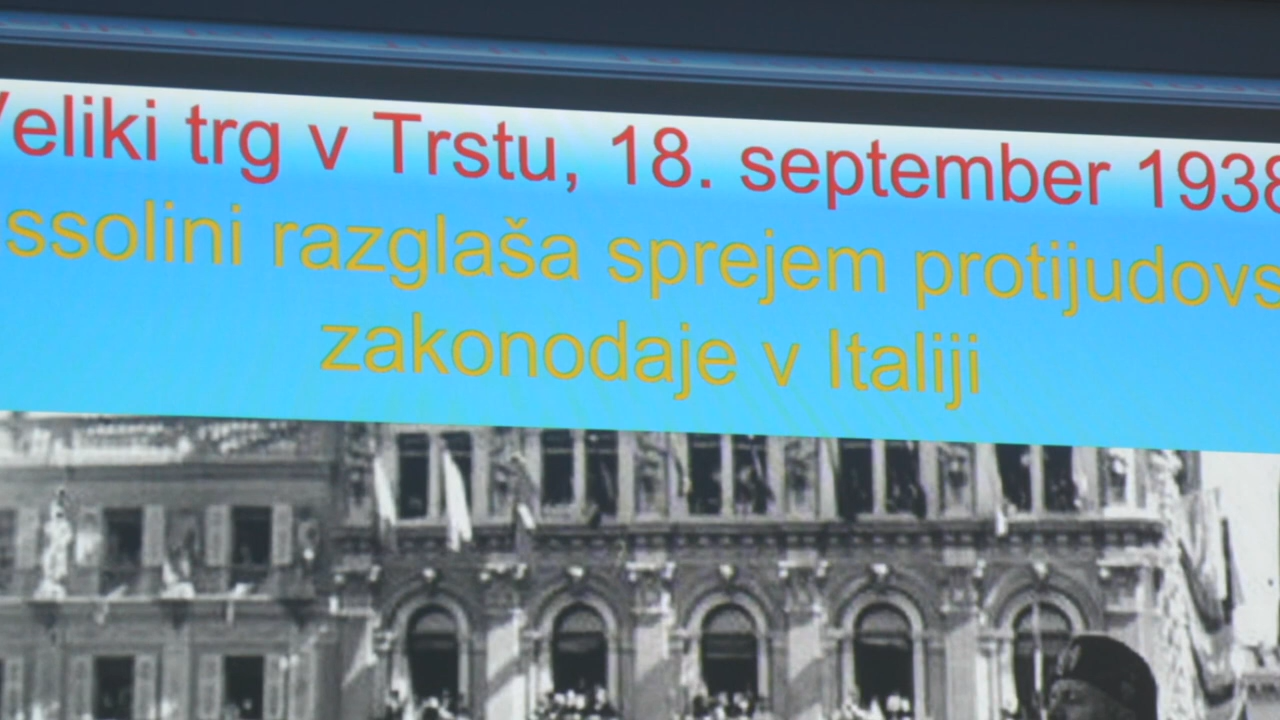 Veliki trg v Trstu, 18. september 1938
ssolini razglaša sprejem protijudovs
zakonodaje v Italiji